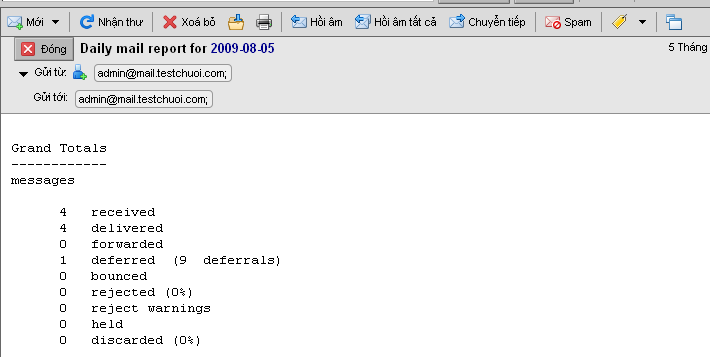 Mới Nhận thư Xoá bỏ Hồi âm Hồi âm tất cả Chuyển tiếp Spam
Đóng Daily mail report for 2009-08-05 5 Tháng
Gửi từ: admin@mail.testchuoi.com;
Gửi tới: admin@mail.testchuoi.com;
Grand Totals
------------
messages
4 received
4 delivered
0 forwarded
1 deferred (9 deferrals)
0 bounced
0 rejected (0%)
0 reject warnings
0 held
0 discarded (0%)